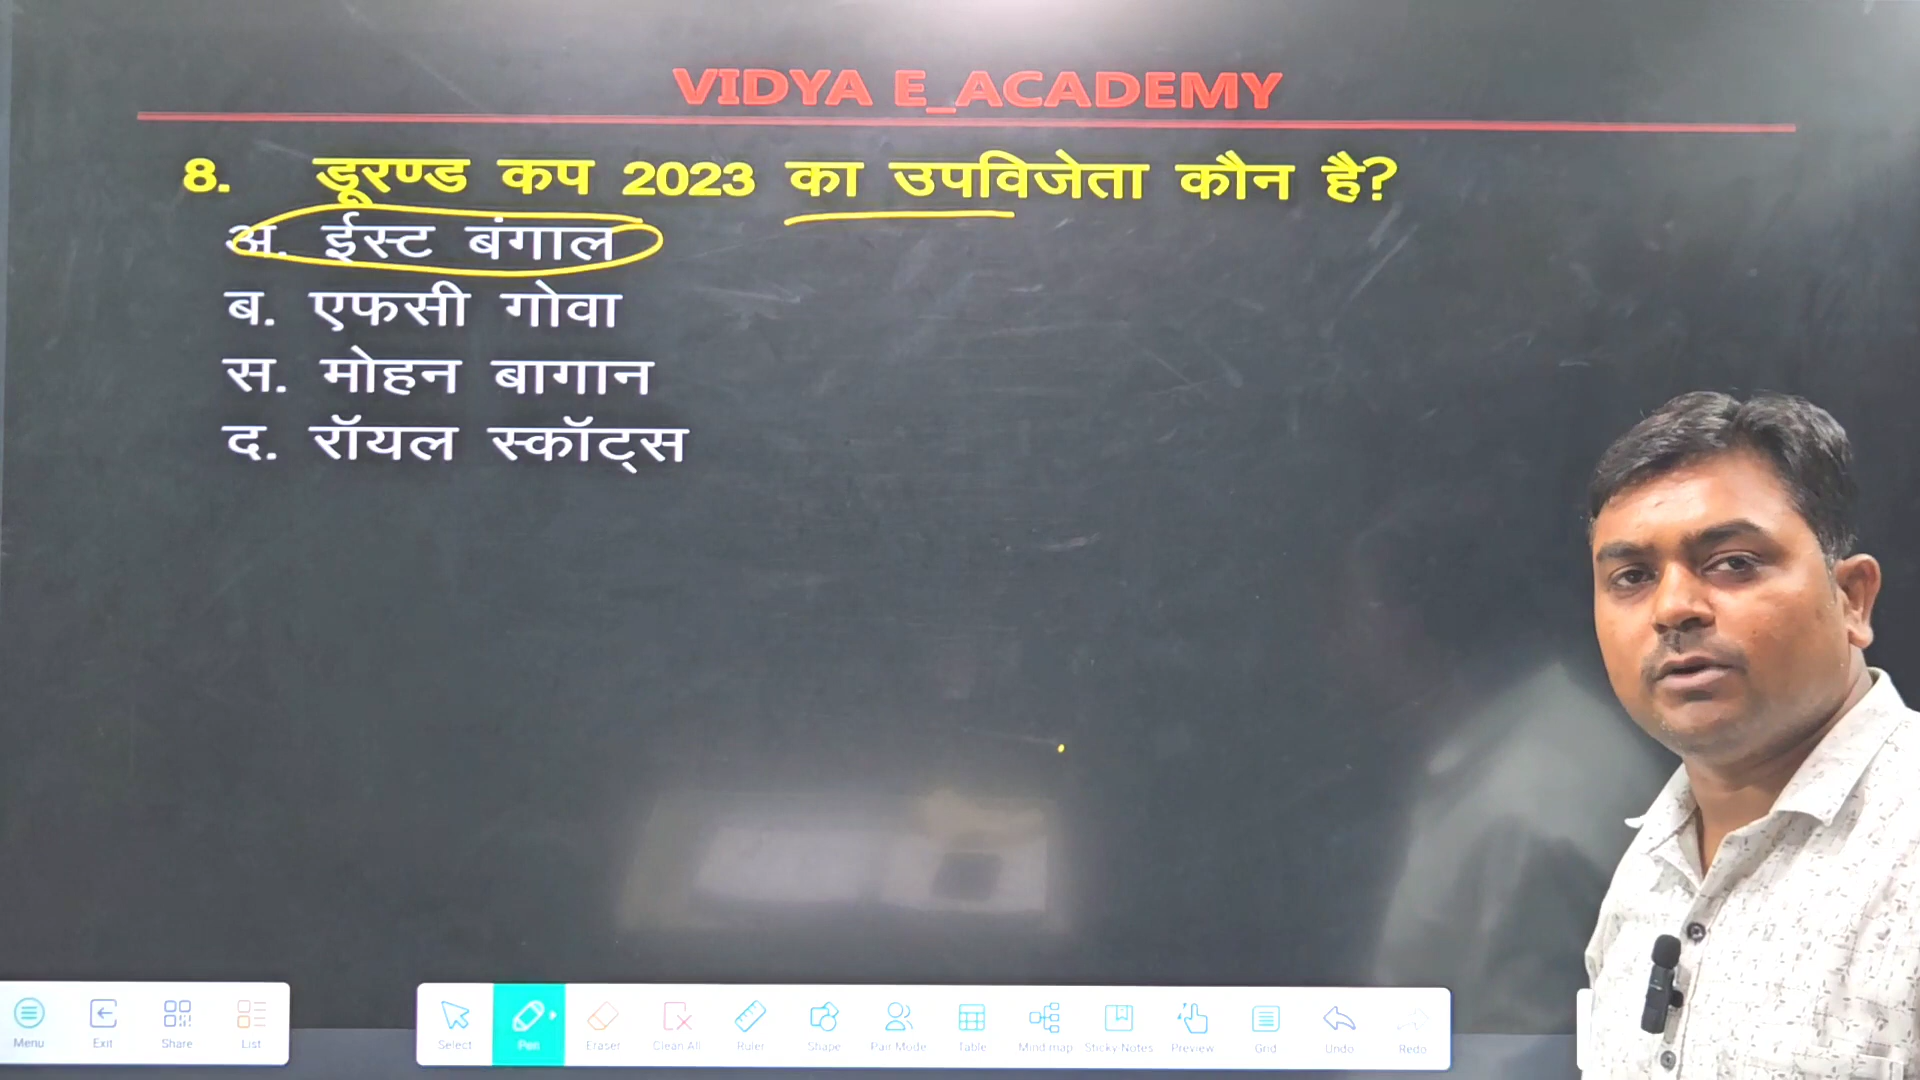 VIDYA E_ACADEMY
8. डूरण्ड कप 2023 का उपविजेता कौन है?
अ. ईस्ट बंगाल
ब. एफसी गोवा
स. मोहन बागान
द. रॉयल स्कॉट्स
Menu Exit Share List Select Pen Eraser Clean All Ruler Shape Pair Mode Table Mind map Sticky Notes Preview Grid Undo Redo